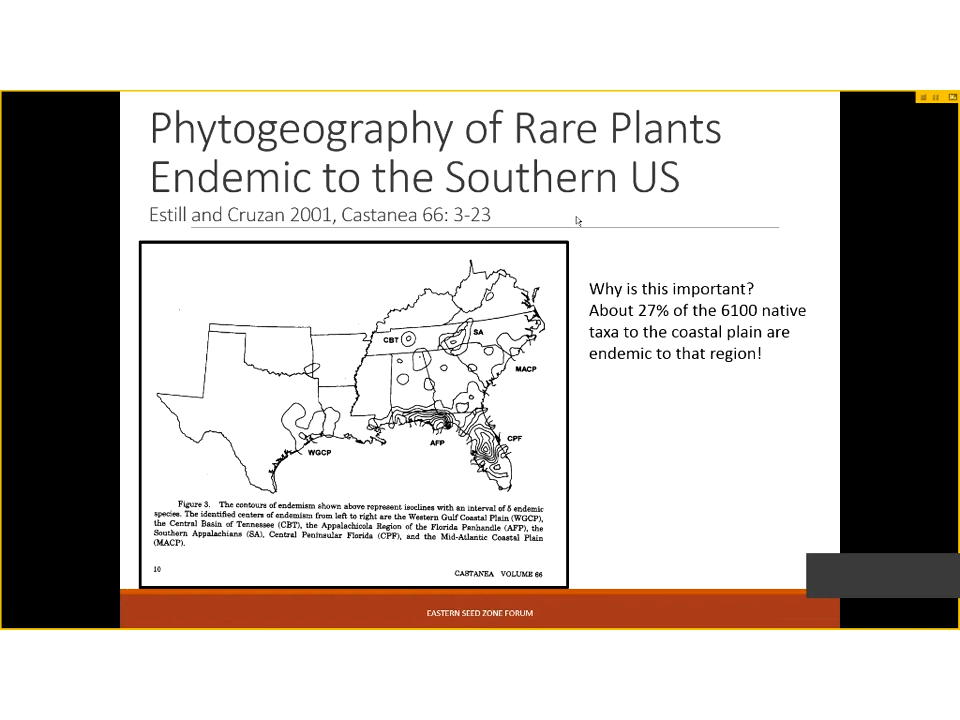 Phytogeography of Rare Plants
Endemic to the Southern US
Estill and Cruzan 2001, Castanea 66: 3-23
Why is this important?
About 27% of the 6100 native
taxa to the coastal plain are
endemic to that region!
CBT
SA
MACP
AFP
CPF
WGCP
Figure 3. The contours of endemism shown above represent isoclines with an interval of 5 endemic
species. The identified centers of endemism from left to right are the Western Gulf Coastal Plain (WGCP),
the Central Basin of Tennessee (CBT), the Appalachicola Region of the Florida Panhandle (AFP), the
Southern Appalachians (SA), Central Peninsular Florida (CPF), and the Mid-Atlantic Coastal Plain
(MACP).
10
CASTANEA VOLUME 66
EASTERN SEED ZONE FORUM